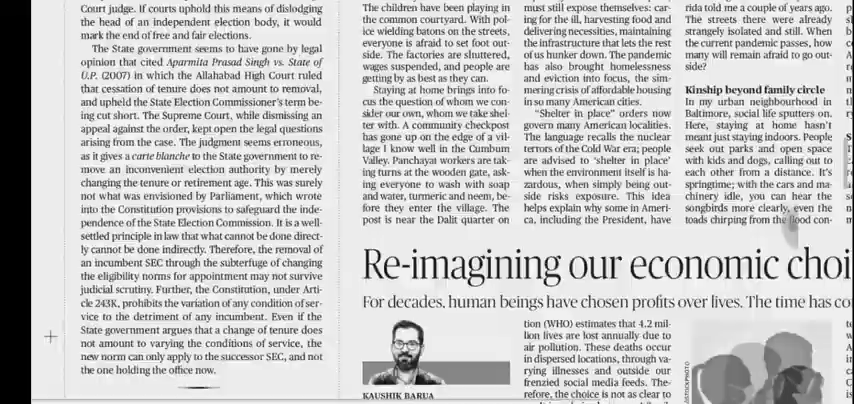 Court judge. If courts uphold this means of dislodging
the head of an independent election body, it would
mark the end of free and fair elections.
The State government seems to have gone by legal
opinion that cited Aparmita Prasad Singh vs. State of
U.P. (2007) in which the Allahabad High Court ruled
that cessation of tenure does not amount to removal,
and upheld the State Election Commissioner's term be-
ing cut short. The Supreme Court, while dismissing an
appeal against the order, kept open the legal questions
arising from the case. The judgment seems erroneous,
as it gives a carte blanche to the State government to re-
move an inconvenient election authority by merely
changing the tenure or retirement age. This was surely
not what was envisioned by Parliament, which wrote
into the Constitution provisions to safeguard the inde-
pendence of the State Election Commission. It is a well-
settled principle in law that what cannot be done direct-
ly cannot be done indirectly. Therefore, the removal of
an incumbent SEC through the subterfuge of changing
the eligibility norms for appointment may not survive
judicial scrutiny. Further, the Constitution, under Arti-
cle 243K, prohibits the variation of any condition of ser-
vice to the detriment of any incumbent. Even if the
State government argues that a change of tenure does
not amount to varying the conditions of service, the
new norm can only apply to the successor SEC, and not
the one holding the office now.
The children have been playing in
the common courtyard. With pol-
ice wielding batons on the streets,
everyone is afraid to set foot out-
side. The factories are shuttered,
wages suspended, and people are
getting by as best as they can.
Staying at home brings into fo-
cus the question of whom we con-
sider our own, whom we take shel-
ter with. A community checkpost
has gone up on the edge of a vil-
lage I know well in the Cumbum
Valley. Panchayat workers are tak-
ing turns at the wooden gate, ask-
ing everyone to wash with soap
and water, turmeric and neem, be-
fore they enter the village. The
post is near the Dalit quarter on
must still expose themselves: car-
ing for the ill, harvesting food and
delivering necessities, maintaining
the infrastructure that lets the rest
of us hunker down. The pandemic
has also brought homelessness
and eviction into focus, the sim-
mering crisis of affordable housing
in so many American cities.
"Shelter in place" orders now
govern many American localities.
The language recalls the nuclear
terrors of the Cold War era; people
are advised to 'shelter in place'
when the environment itself is ha-
zardous, when simply being out-
side risks exposure. This idea
helps explain why some in Ameri-
ca, including the President, have
rida told me a couple of years ago.
The streets there were already
strangely isolated and still. When
the current pandemic passes, how
many will remain afraid to go out-
side?
Kinship beyond family circle
In my urban neighbourhood in
Baltimore, social life sputters on.
Here, staying at home hasn't
meant just staying indoors. People
seek out parks and open space
with kids and dogs, calling out to
each other from a distance. It's
springtime; with the cars and ma-
chinery idle, you can hear the
songbirds more clearly, even the
toads chirping from the flood con-
Re-imagining our economic choi
For decades, human beings have chosen profits over lives. The time has co
KAUSHIK BARUA
tion (WHO) estimates that 4.2 mil-
lion lives are lost annually due to
air pollution. These deaths occur
in dispersed locations, through va-
rying illnesses and outside our
frenzied social media feeds. The-
refore, the choice is not as clear to